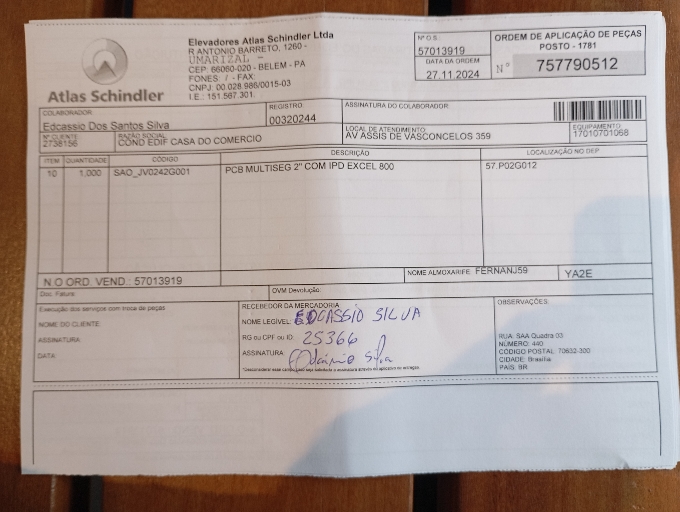 Atlas Schindler
Elevadores Atlas Schindler Ltda
R ANTONIO BARRETO, 1260 -
UMARIZAL -
CEP: 66060-020 - BELEM - PA
FONES: / - FAX:
CNPJ: 00.028.986/0015-03
I.E.: 151.567.301.
Nº O.S.
57013919
DATA DA ORDEM
27.11.2024
ORDEM DE APLICAÇÃO DE PEÇAS
POSTO - 1781
Nº 757790512
COLABORADOR:
Edcassio Dos Santos Silva
REGISTRO
00320244
ASSINATURA DO COLABORADOR:
Nº CLIENTE:
2738156
RAZÃO SOCIAL:
COND EDIF CASA DO COMERCIO
LOCAL DE ATENDIMENTO:
AV ASSIS DE VASCONCELOS 359
EQUIPAMENTO:
17010701068
ITEM QUANTIDADE CÓDIGO DESCRIÇÃO LOCALIZAÇÃO NO DEP.
10 1,000 SAO_JV0242G001 PCB MULTISEG 2" COM IPD EXCEL 800 57.P02G012
NOME ALMOXARIFE: FERNANJ59 YA2E
N.O ORD. VEND.: 57013919
Doc. Fatura: OVM Devolução:
Execução dos serviços com troca de peças
NOME DO CLIENTE
ASSINATURA:
DATA
RECEBEDOR DA MERCADORIA
NOME LEGÍVEL: EDCASSIO SILVA
RG ou CPF ou ID: 25366
ASSINATURA:
OBSERVAÇÕES:
RUA: SAA Quadra 03
NÚMERO: 440
CÓDIGO POSTAL: 70632-300
CIDADE: Brasília
PAÍS: BR